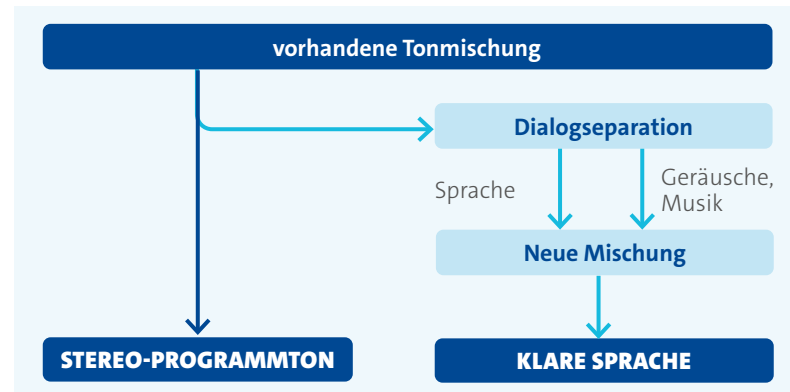 vorhandene Tonmischung
Dialogseparation
Sprache
Geräusche,
Musik
Neue Mischung
STEREO-PROGRAMMTON
KLARE SPRACHE